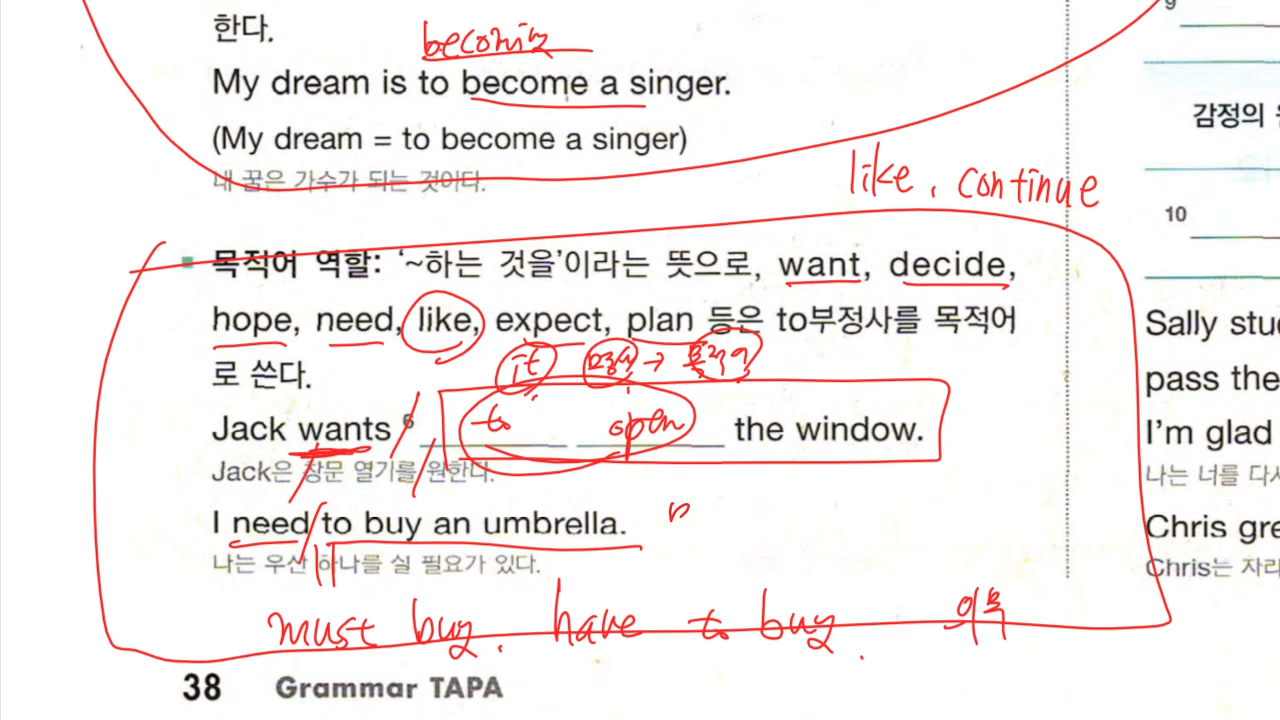 한다.
becoming
My dream is to become a singer.
(My dream = to become a singer)
내 꿈은 가수가 되는 것이다.
like, continue
목적어 역할: ‘~하는 것을’이라는 뜻으로, want, decide,
hope, need, like, expect, plan 등은 to부정사를 목적어
로 쓴다.
it → 목적어
Jack wants 6 to open the window.
Jack은 창문 열기를 원한다.
I need to buy an umbrella.
나는 우산 하나를 실 필요가 있다.
must buy. have to buy.
38 Grammar TAPA
9
감정의
10
Sally stu
pass the
I'm glad
나는 너를 다시
Chris gre
Chris는 자리